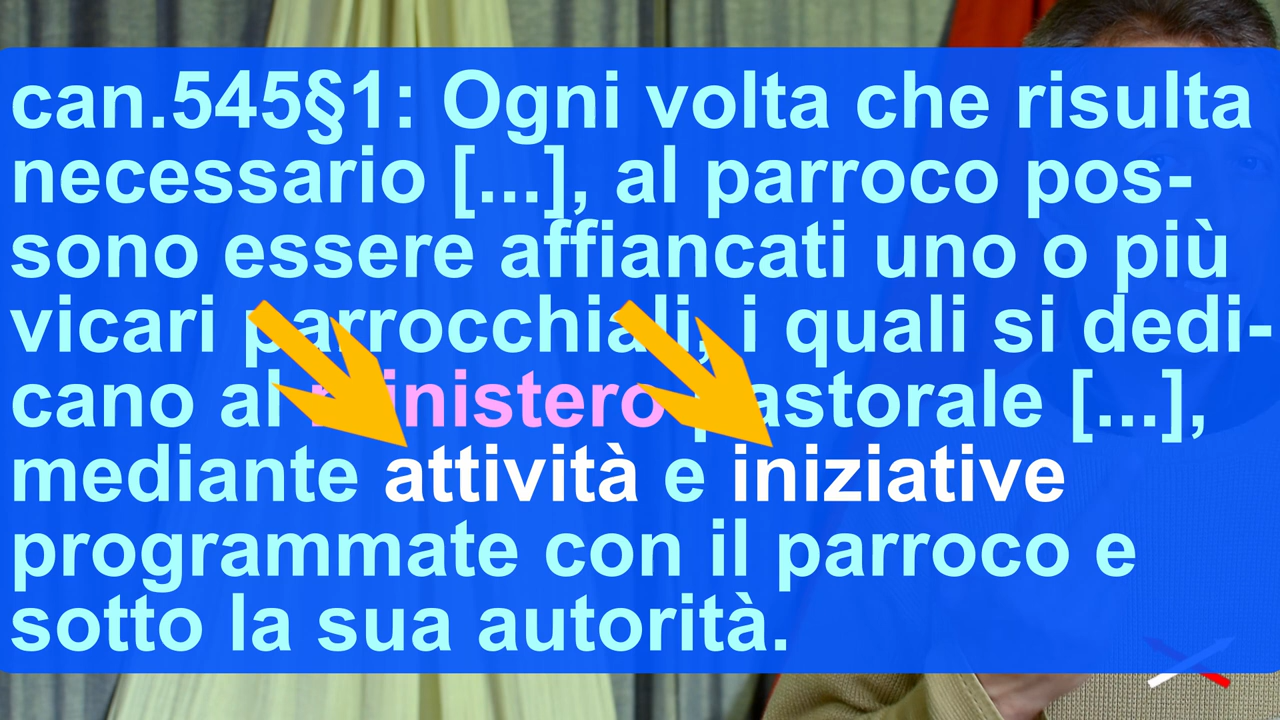 can.545§1: Ogni volta che risulta
necessario [...], al parroco pos-
sono essere affiancati uno o più
vicari parrocchiali, i quali si dedi-
cano al ministero pastorale [...],
mediante attività e iniziative
programmate con il parroco e
sotto la sua autorità.